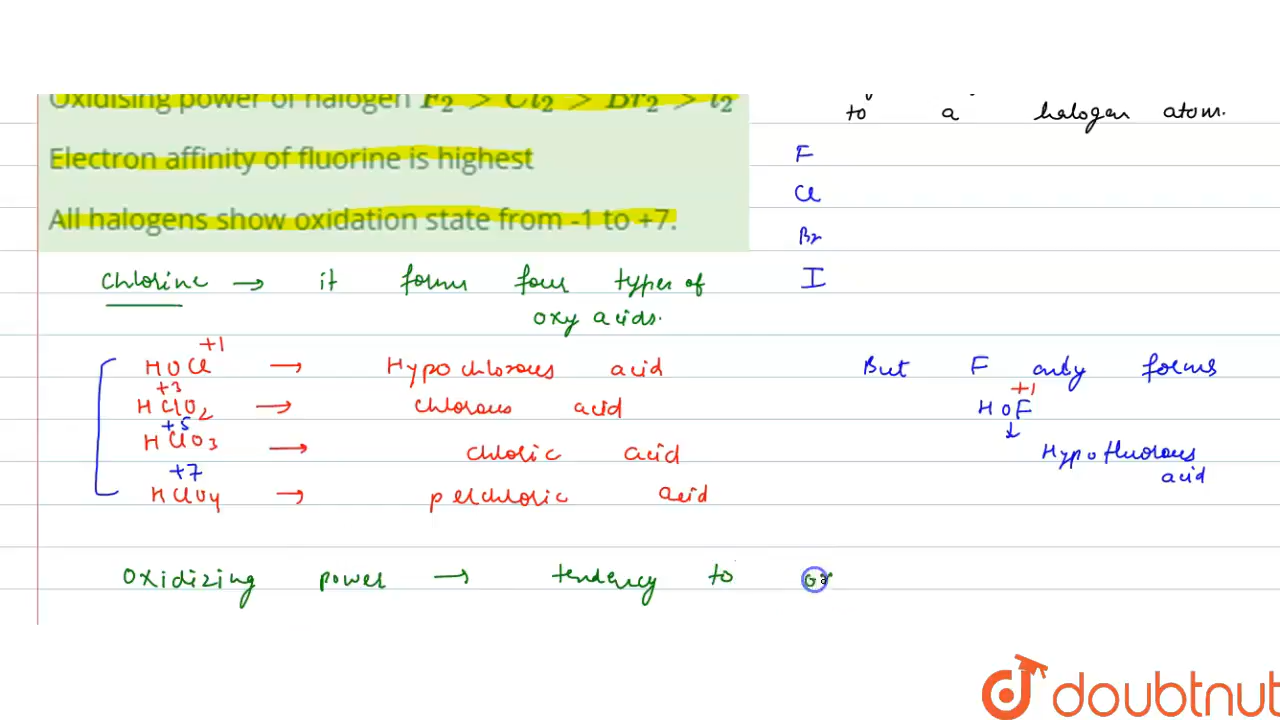 Oxidising power of halogen F2 > Cl2 > Br2 > I2
Electron affinity of fluorine is highest
All halogens show oxidation state from -1 to +7.
to a halogen atom.
F
Cl
Br
I
Chlorine → it forms four types of
oxy acids.
+1
HOCl → Hypochlorous acid
+3
HClO2 → chlorous acid
+5
HClO3 → chloric acid
+7
HClO4 → perchloric acid
But F only forms
+1
HOF
↓
Hypofluorous
acid
Oxidizing power → tendency to
doubtnut